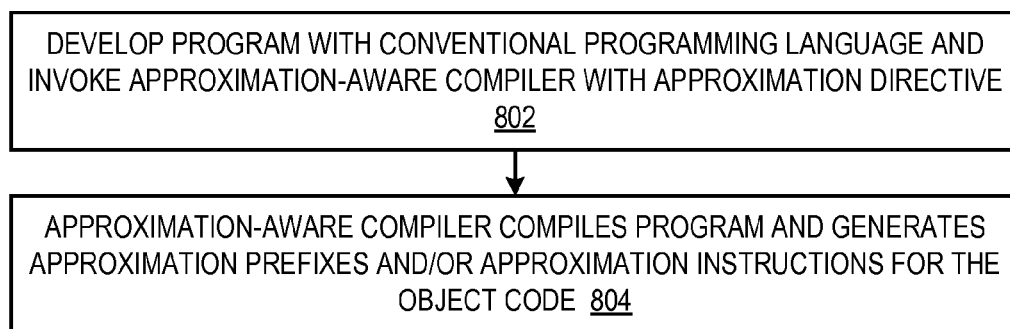 DEVELOP PROGRAM WITH CONVENTIONAL PROGRAMMING LANGUAGE AND
INVOKE APPROXIMATION-AWARE COMPILER WITH APPROXIMATION DIRECTIVE
802
APPROXIMATION-AWARE COMPILER COMPILES PROGRAM AND GENERATES
APPROXIMATION PREFIXES AND/OR APPROXIMATION INSTRUCTIONS FOR THE
OBJECT CODE 804